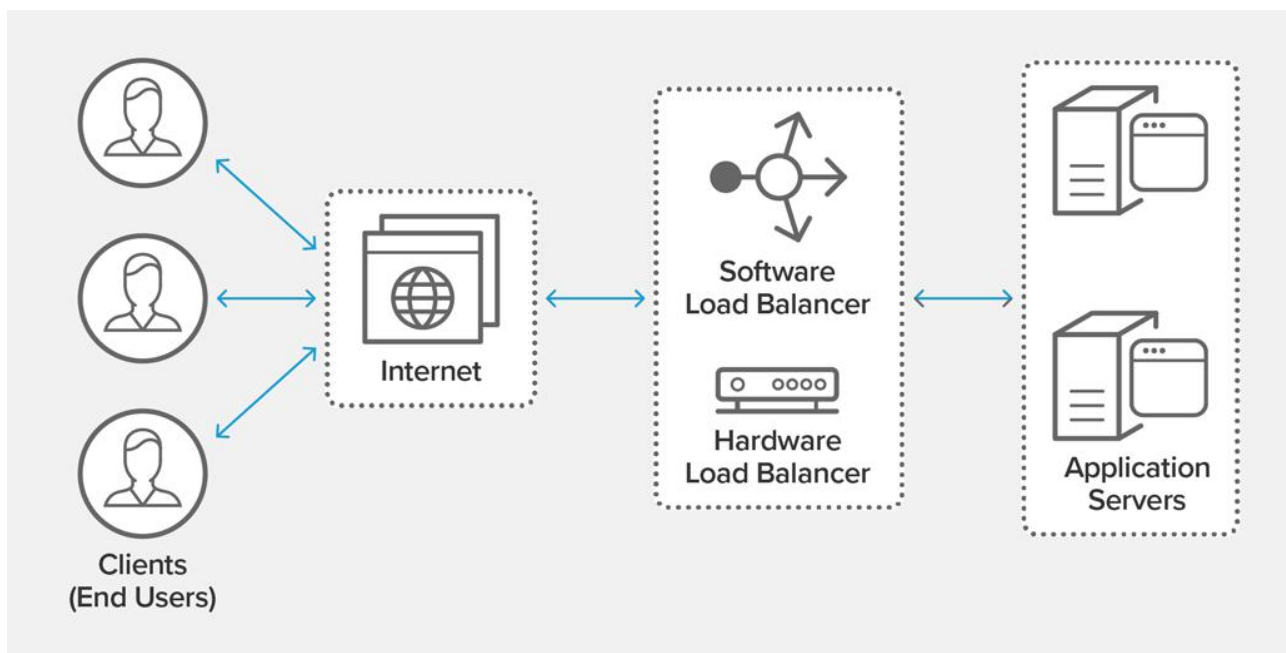 Clients
(End Users)
Internet
Software
Load Balancer
Hardware
Load Balancer
Application
Servers